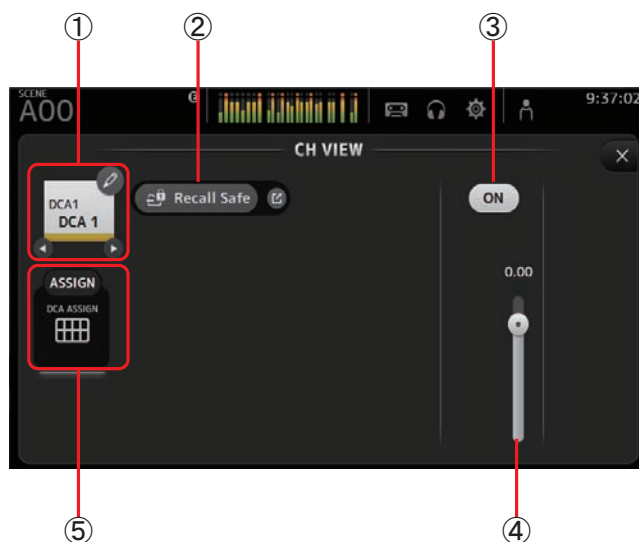 ① ② ③
SCENE
A00
E
9:37:02
CH VIEW
DCA1
DCA 1
Recall Safe
ON
ASSIGN
DCA ASSIGN
0.00
⑤ ④